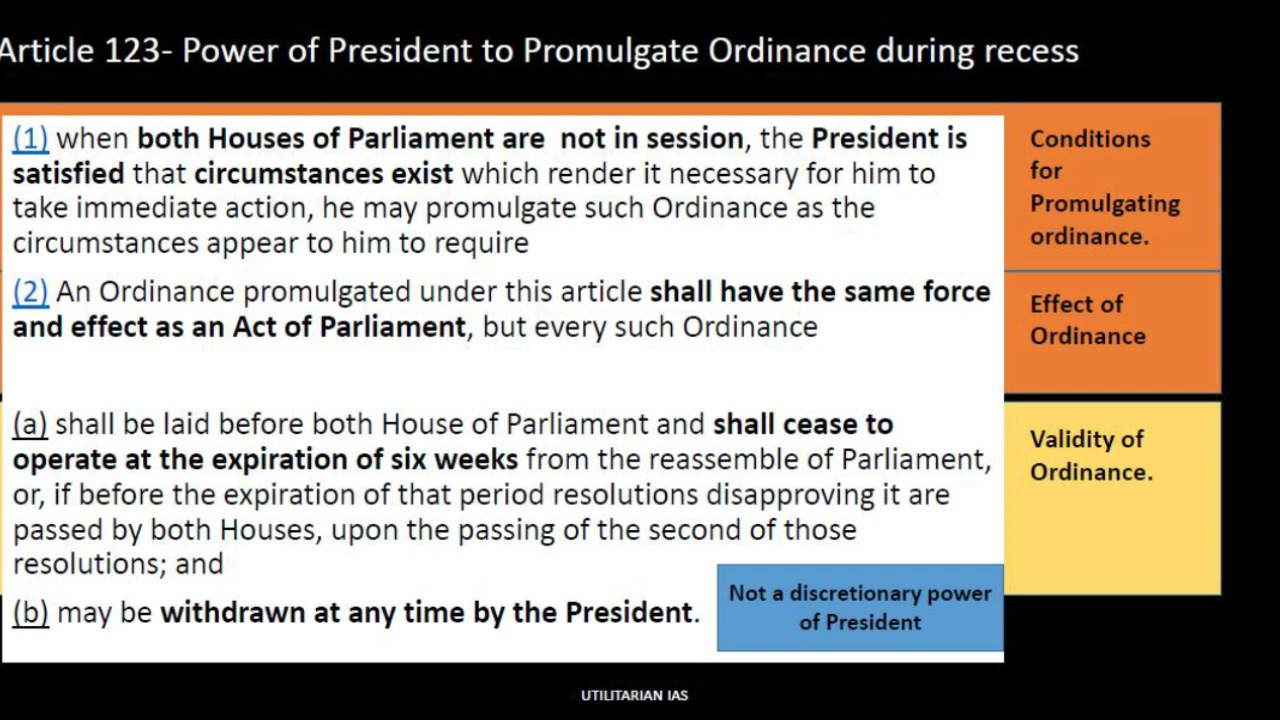 Article 123- Power of President to Promulgate Ordinance during recess
(1) when both Houses of Parliament are  not in session, the President is
satisfied that circumstances exist which render it necessary for him to
take immediate action, he may promulgate such Ordinance as the
circumstances appear to him to require
Conditions
for
Promulgating
ordinance.
(2) An Ordinance promulgated under this article shall have the same force
and effect as an Act of Parliament, but every such Ordinance
Effect of
Ordinance
(a) shall be laid before both House of Parliament and shall cease to
operate at the expiration of six weeks from the reassemble of Parliament,
or, if before the expiration of that period resolutions disapproving it are
passed by both Houses, upon the passing of the second of those
resolutions; and
(b) may be withdrawn at any time by the President.
Validity of
Ordinance.
Not a discretionary power
of President
UTILITARIAN IAS